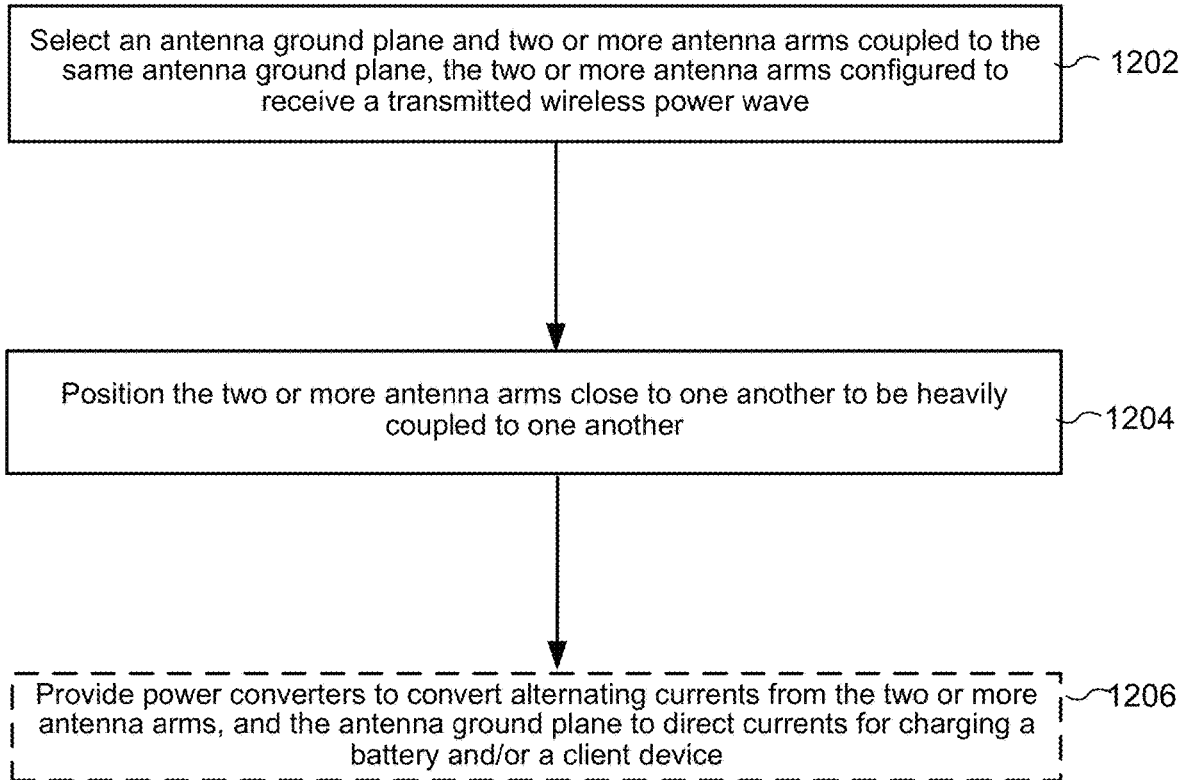 Select an antenna ground plane and two or more antenna arms coupled to the
same antenna ground plane, the two or more antenna arms configured to
receive a transmitted wireless power wave
1202
Position the two or more antenna arms close to one another to be heavily
coupled to one another
1204
Provide power converters to convert alternating currents from the two or more
antenna arms, and the antenna ground plane to direct currents for charging a
battery and/or a client device
1206